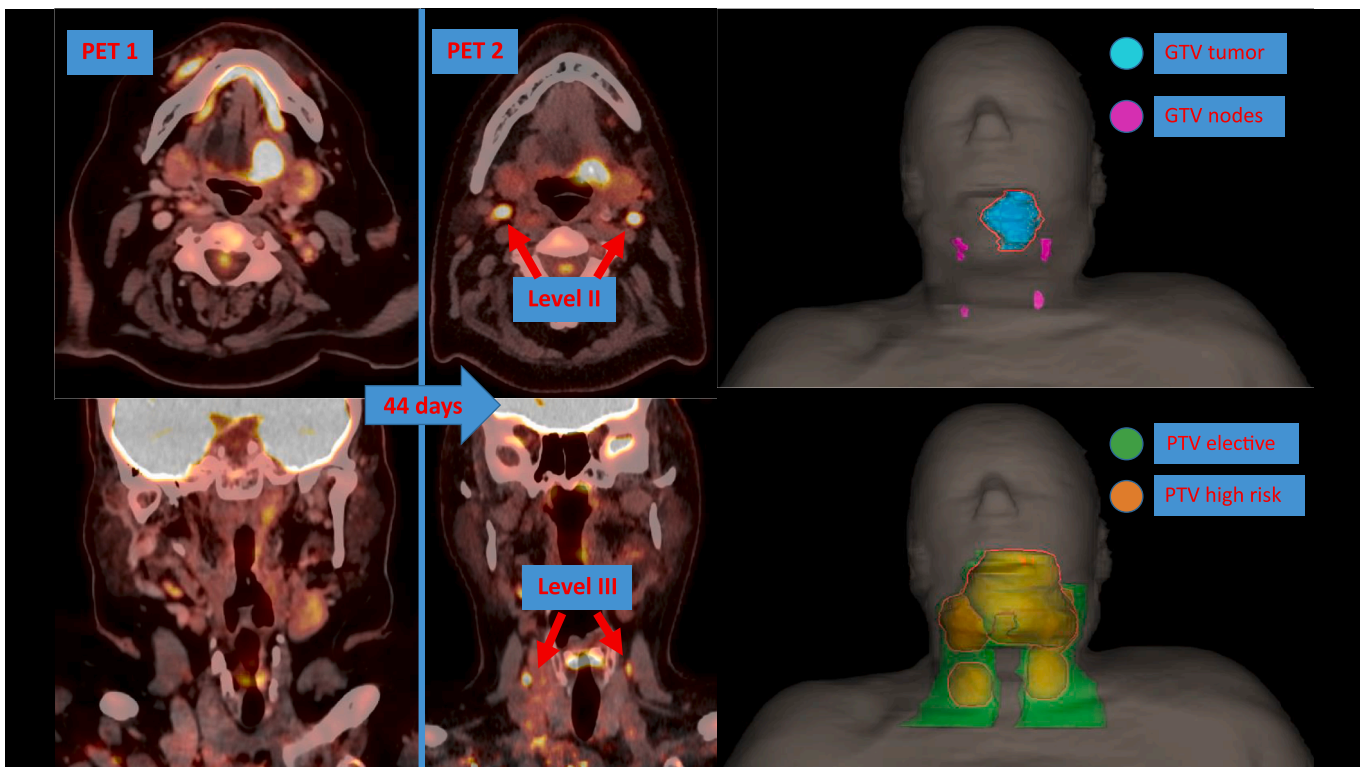 PET 1
PET 2
GTV tumor
GTV nodes
Level II
44 days
PTV elective
PTV high risk
Level III